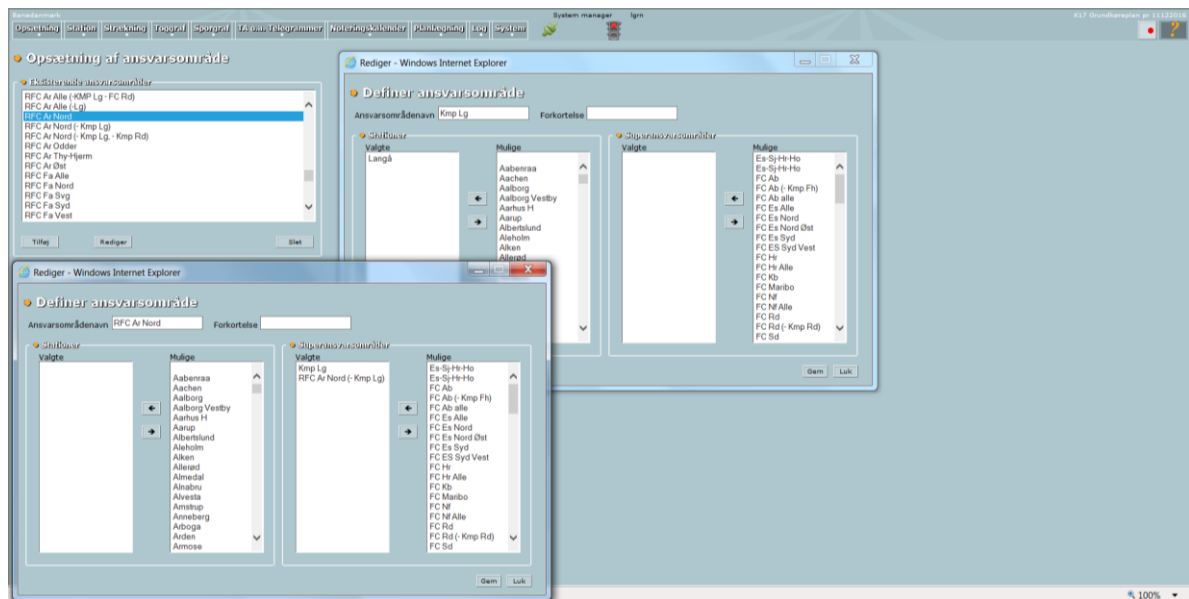 Banedanmark
System manager lgrn
K17 Grundkøreplan pr 11122016
Opsætning Station Strækning Toggraf Sporgraf TA o.a. Telegrammer Noteringskalender Planlægning Log System
Opsætning af ansvarsområde
Eksisterende ansvarsområder
RFC Ar Alle (-KMP Lg - FC Rd)
RFC Ar Alle (-Lg)
RFC Ar Nord
RFC Ar Nord (- Kmp Lg)
RFC Ar Nord (- Kmp Lg, - Kmp Rd)
RFC Ar Odder
RFC Ar Thy-Hjerm
RFC Ar Øst
RFC Fa Alle
RFC Fa Nord
RFC Fa Svg
RFC Fa Syd
RFC Fa Vest
Tilføj Rediger Slet
Rediger - Windows Internet Explorer
Definer ansvarsområde
Ansvarsområdenavn Kmp Lg Forkortelse
Stationer
Valgte Mulige
Langå
Aabenraa
Aachen
Aalborg
Aalborg Vestby
Aarhus H
Aarup
Albertslund
Aleholm
Alken
Allerød
Superansvarsområder
Valgte Mulige
Es-Sj-Hr-Ho
Es-Sj-Hr-Ho
FC Ab
FC Ab (- Kmp Fh)
FC Ab alle
FC Es Alle
FC Es Nord
FC Es Nord Øst
FC Es Syd
FC ES Syd Vest
FC Hr
FC Hr Alle
FC Kb
FC Maribo
FC Nf
FC Nf Alle
FC Rd
FC Rd (- Kmp Rd)
FC Sd
Gem Luk
Rediger - Windows Internet Explorer
Definer ansvarsområde
Ansvarsområdenavn RFC Ar Nord Forkortelse
Stationer
Valgte Mulige
Aabenraa
Aachen
Aalborg
Aalborg Vestby
Aarhus H
Aarup
Albertslund
Aleholm
Alken
Allerød
Almedal
Alnabru
Alvesta
Amstrup
Anneberg
Arboga
Arden
Armose
Superansvarsområder
Valgte Mulige
Kmp Lg
RFC Ar Nord (- Kmp Lg)
Es-Sj-Hr-Ho
Es-Sj-Hr-Ho
FC Ab
FC Ab (- Kmp Fh)
FC Ab alle
FC Es Alle
FC Es Nord
FC Es Nord Øst
FC Es Syd
FC ES Syd Vest
FC Hr
FC Hr Alle
FC Kb
FC Maribo
FC Nf
FC Nf Alle
FC Rd
FC Rd (- Kmp Rd)
FC Sd
Gem Luk
100%